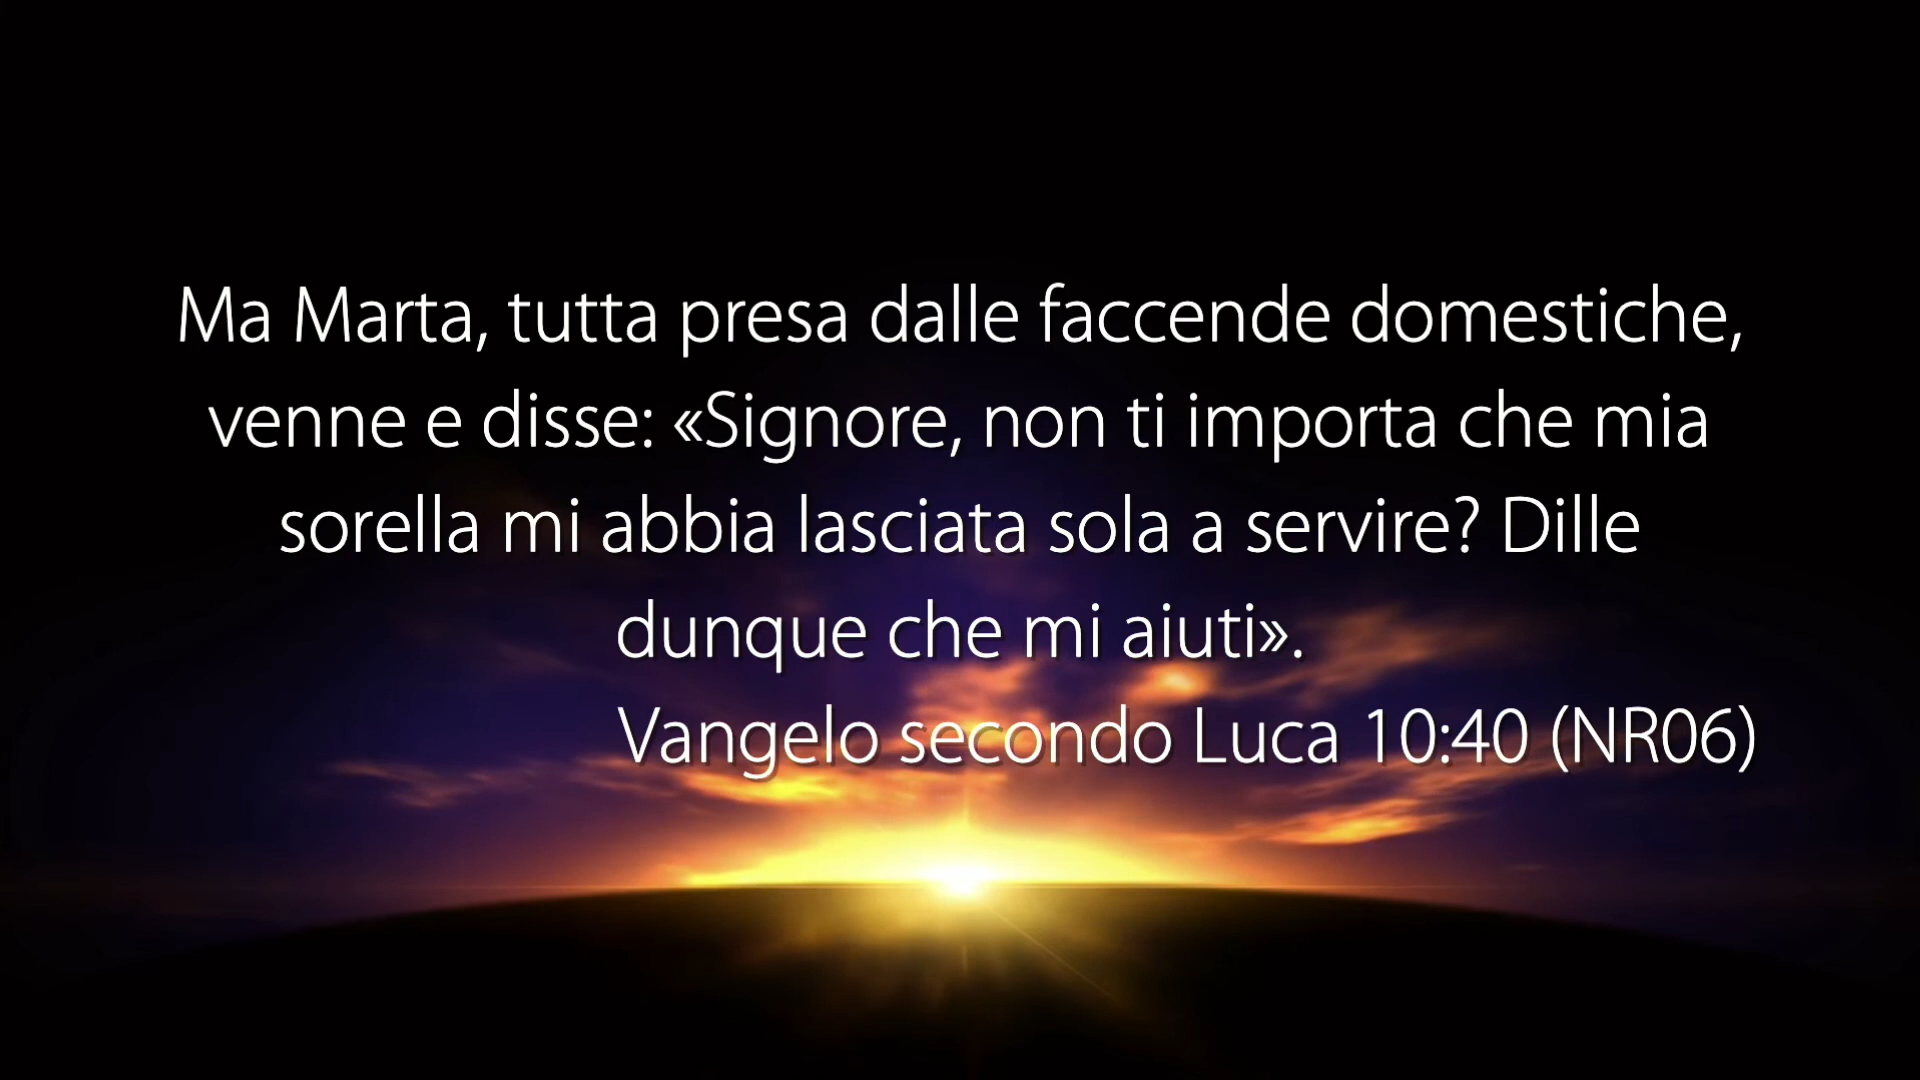 Ma Marta, tutta presa dalle faccende domestiche,
venne e disse: «Signore, non ti importa che mia
sorella mi abbia lasciata sola a servire? Dille
dunque che mi aiuti».
Vangelo secondo Luca 10:40 (NR06)